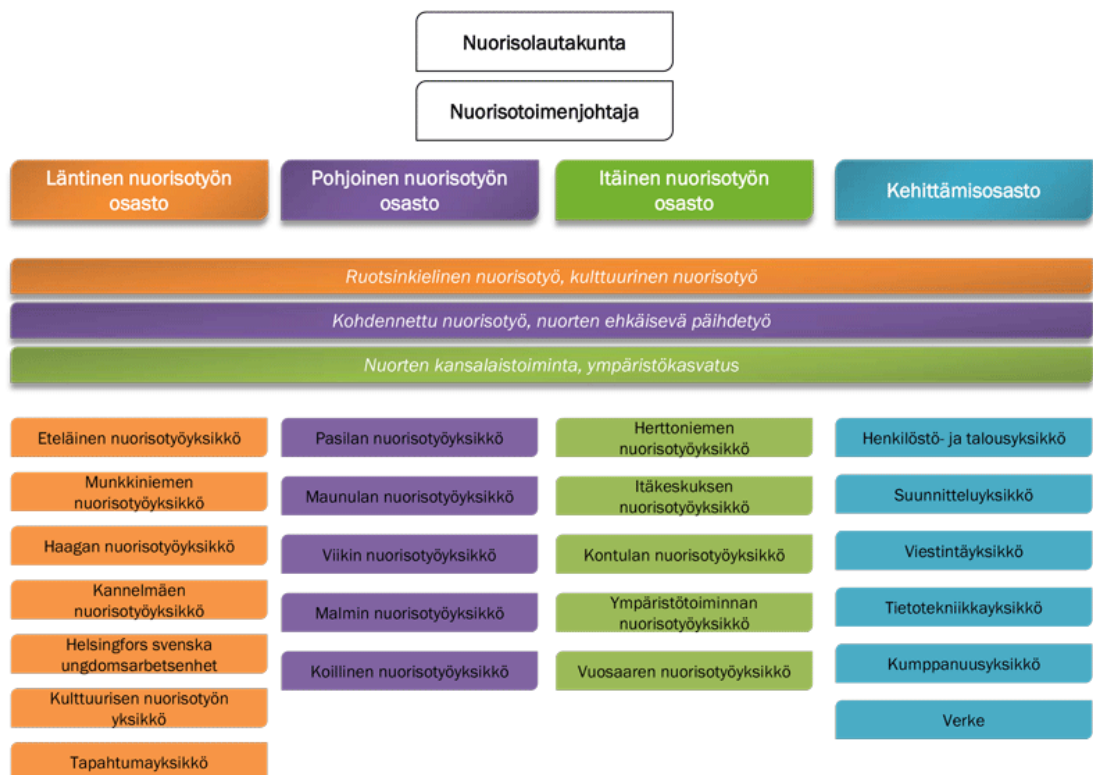 Nuorisolautakunta
Nuorisotoimenjohtaja
Läntinen nuorisotyön
osasto
Pohjoinen nuorisotyön
osasto
Itäinen nuorisotyön
osasto
Kehittämisosasto
Ruotsinkielinen nuorisotyö, kulttuurinen nuorisotyö
Kohdennettu nuorisotyö, nuorten ehkäisevä päihdetyö
Nuorten kansalaistoiminta, ympäristökasvatus
Eteläinen nuorisotyöyksikkö
Munkkiniemen
nuorisotyöyksikkö
Haagan nuorisotyöyksikkö
Kannelmäen
nuorisotyöyksikkö
Helsingfors svenska
ungdomsarbetsenhet
Kulttuurisen nuorisotyön
yksikkö
Tapahtumayksikkö
Pasilan nuorisotyöyksikkö
Maunulan nuorisotyöyksikkö
Viikin nuorisotyöyksikkö
Malmin nuorisotyöyksikkö
Koillinen nuorisotyöyksikkö
Herttoniemen
nuorisotyöyksikkö
Itäkeskuksen
nuorisotyöyksikkö
Kontulan nuorisotyöyksikkö
Ympäristötoiminnan
nuorisotyöyksikkö
Vuosaaren nuorisotyöyksikkö
Henkilöstö- ja talousyksikkö
Suunnitteluyksikkö
Viestintäyksikkö
Tietotekniikkayksikkö
Kumppanuusyksikkö
Verke